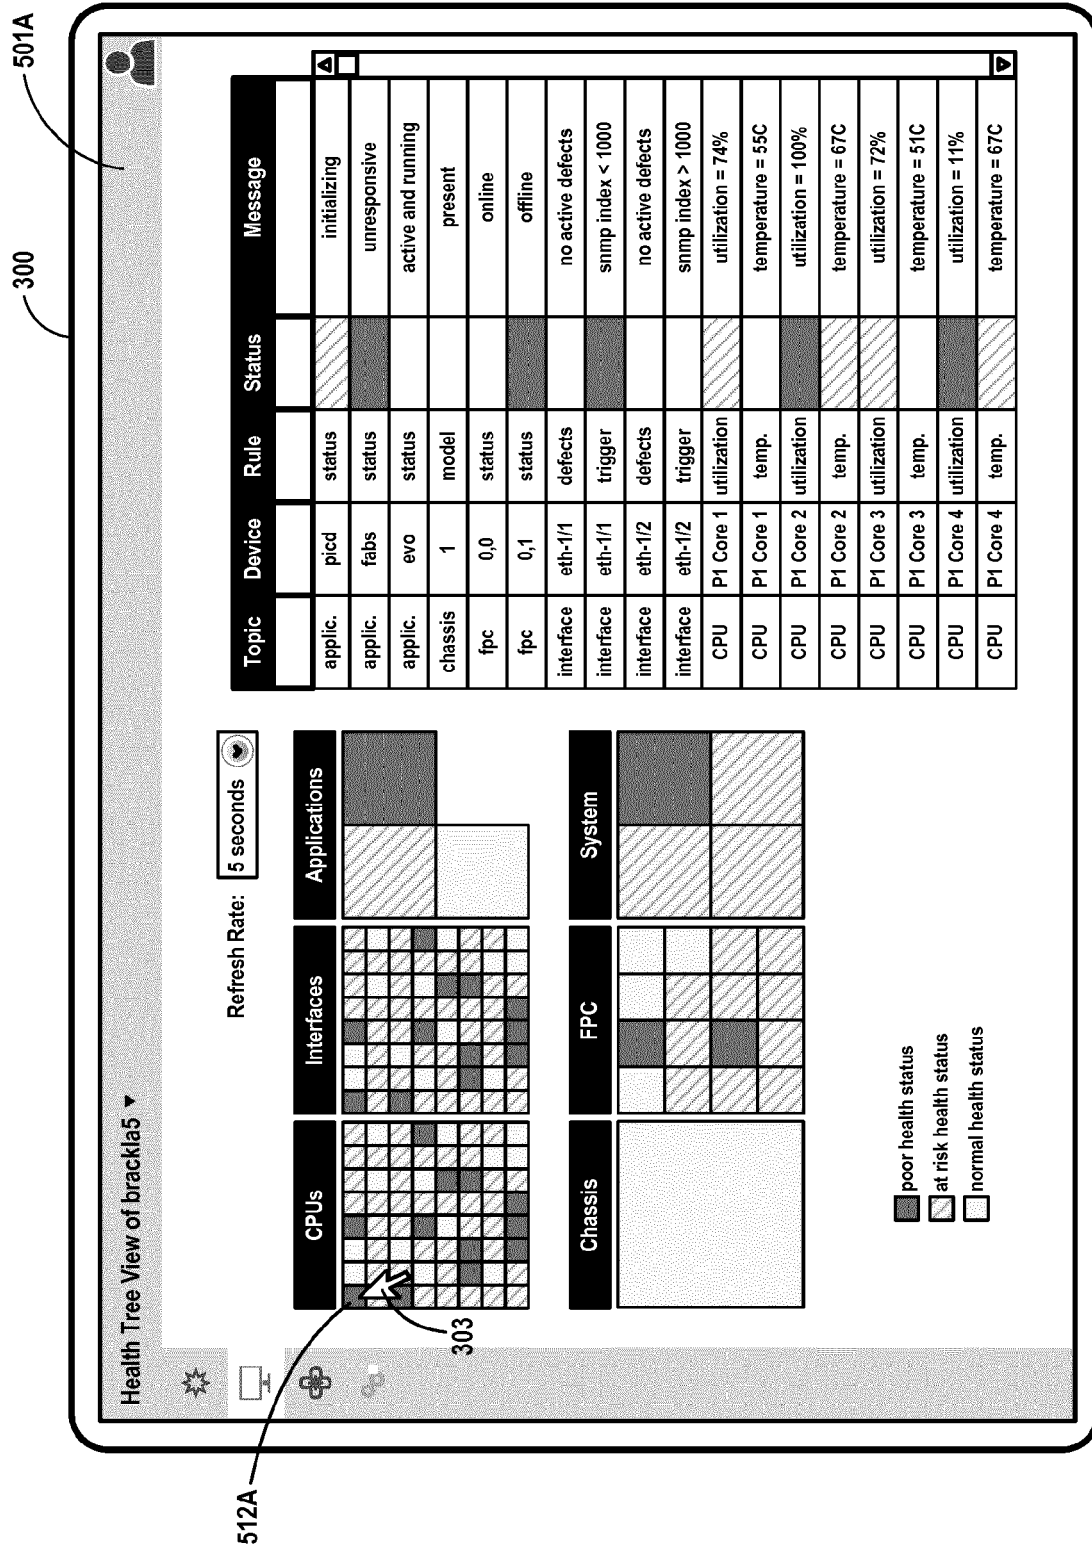 300
501A
Health Tree View of brackla5 ▼
Refresh Rate: 5 seconds
CPUs Interfaces Applications
Chassis FPC System
512A
303
poor health status
at risk health status
normal health status
Topic Device Rule Status Message
applic. picd status initializing
applic. fabs status unresponsive
applic. evo status active and running
chassis 1 model present
fpc 0,0 status online
fpc 0,1 status offline
interface eth-1/1 defects no active defects
interface eth-1/1 trigger snmp index < 1000
interface eth-1/2 defects no active defects
interface eth-1/2 trigger snmp index > 1000
CPU P1 Core 1 utilization utilization = 74%
CPU P1 Core 1 temp. temperature = 55C
CPU P1 Core 2 utilization utilization = 100%
CPU P1 Core 2 temp. temperature = 67C
CPU P1 Core 3 utilization utilization = 72%
CPU P1 Core 3 temp. temperature = 51C
CPU P1 Core 4 utilization utilization = 11%
CPU P1 Core 4 temp. temperature = 67C